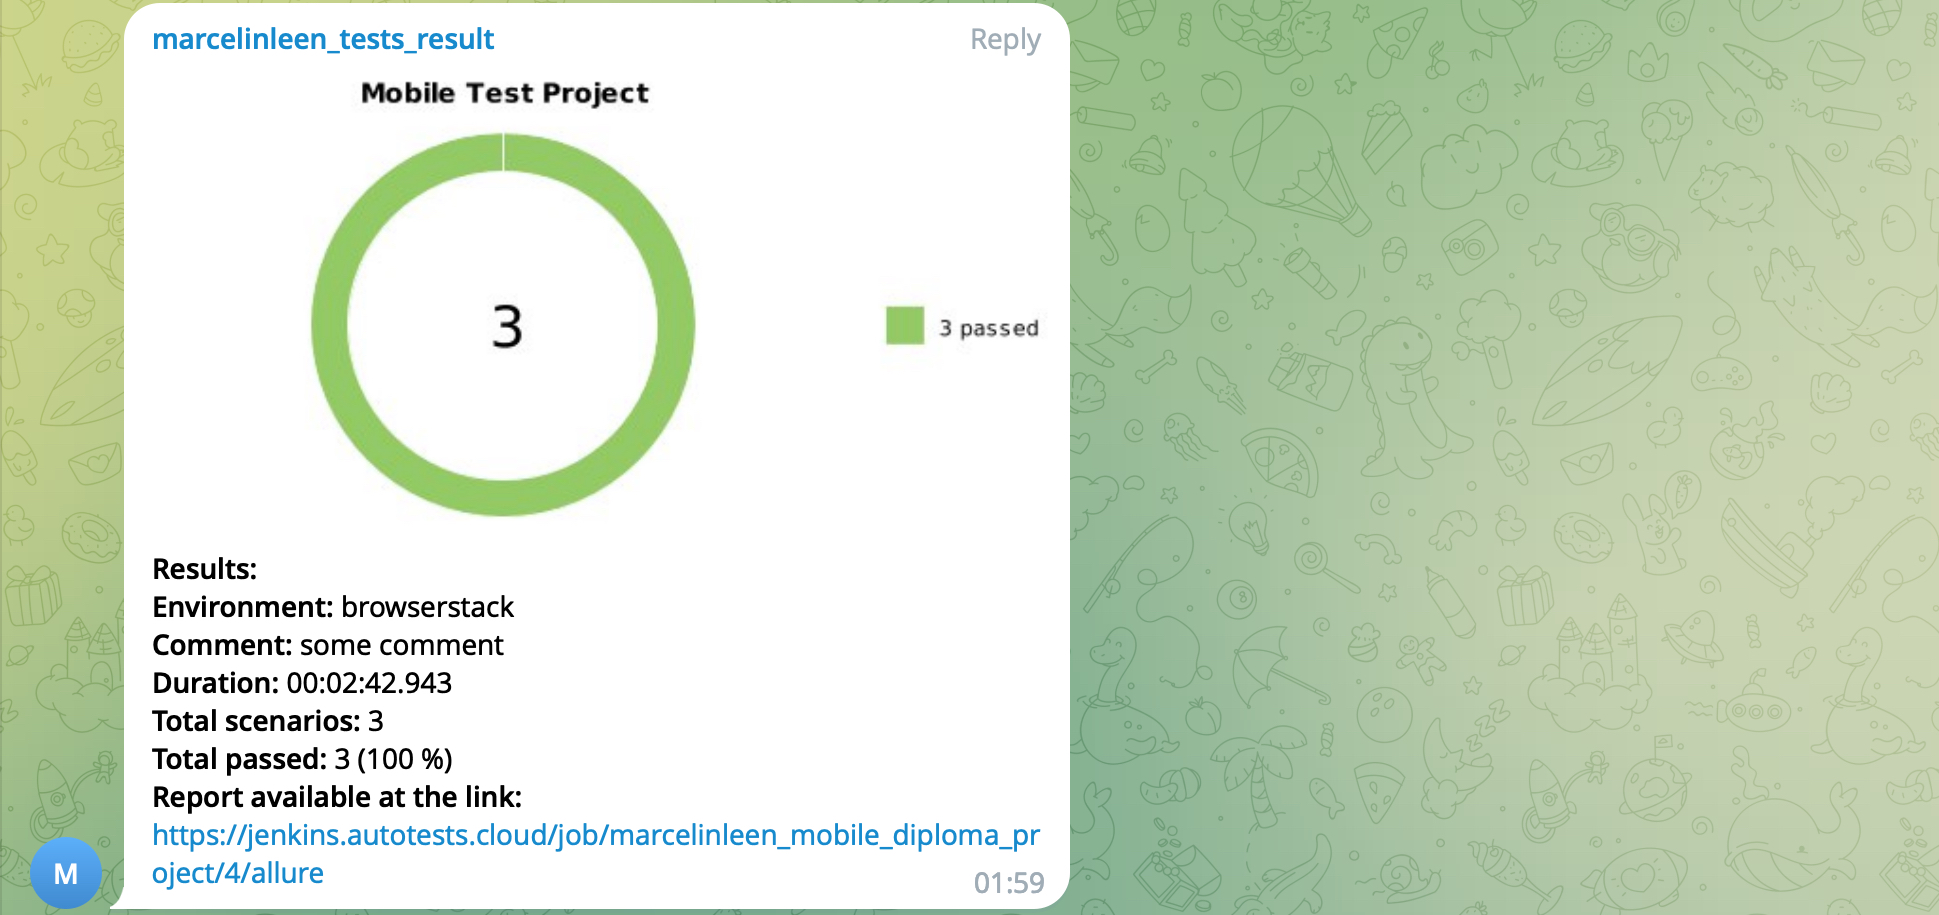 marcelinleen_tests_result
Reply
Mobile Test Project
3
3 passed
Results:
Environment: browserstack
Comment: some comment
Duration: 00:02:42.943
Total scenarios: 3
Total passed: 3 (100 %)
Report available at the link:
https://jenkins.autotests.cloud/job/marcelinleen_mobile_diploma_pr
oject/4/allure
M
01:59